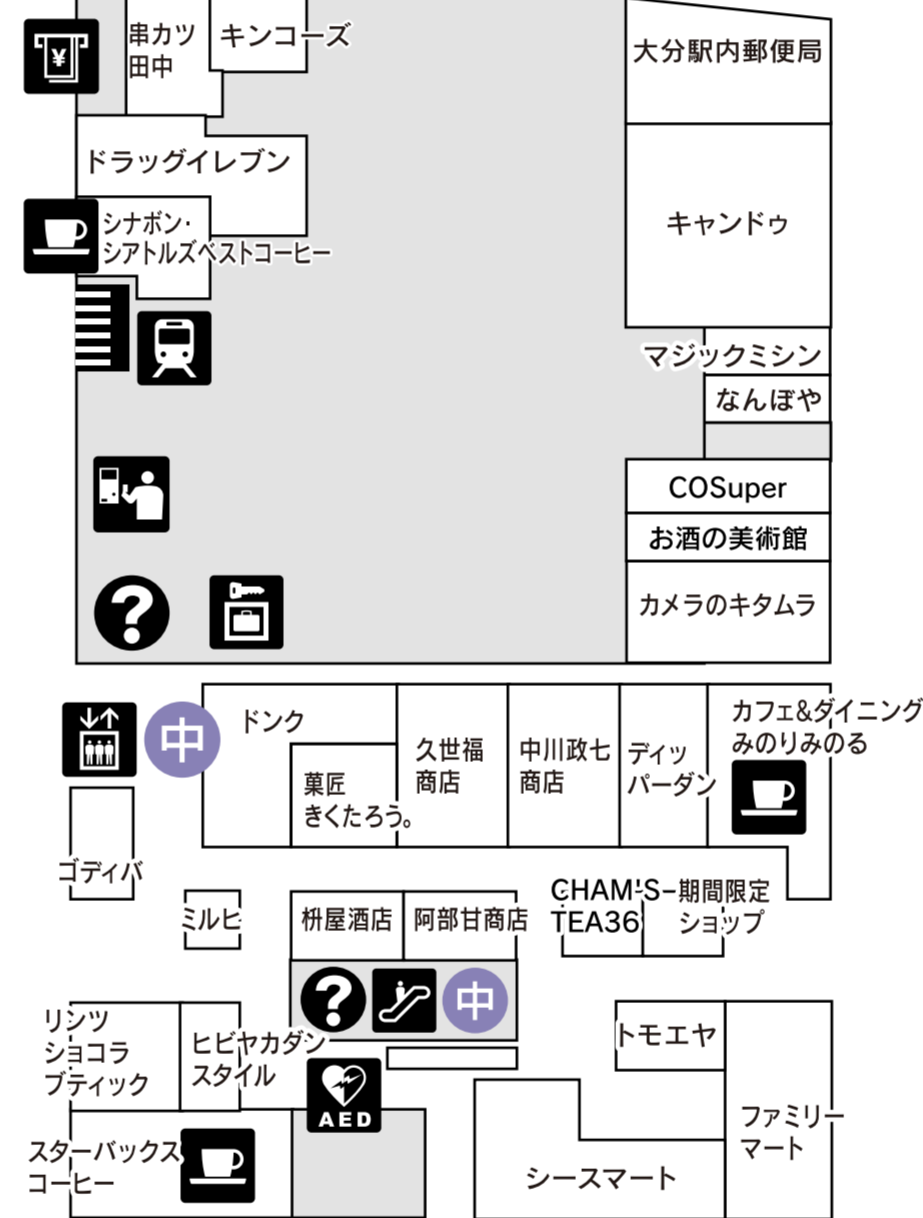 ¥
串カツ
田中
キンコーズ
大分駅内郵便局
ドラッグイレブン
シナボン・
シアトルズベストコーヒー
キャンドゥ
マジックミシン
なんぼや
COSuper
お酒の美術館
カメラのキタムラ
?
中
ドンク
菓匠
きくたろう。
久世福
商店
中川政七
商店
ディッ
パーダン
カフェ&ダイニング
みのりみのる
ゴディバ
ミルヒ
枡屋酒店
阿部甘商店
CHAM'S
TEA36
期間限定
ショップ
?
中
リンツ
ショコラ
ブティック
ヒビヤカダン
スタイル
AED
トモエヤ
ファミリー
マート
スターバックス
コーヒー
シースマート